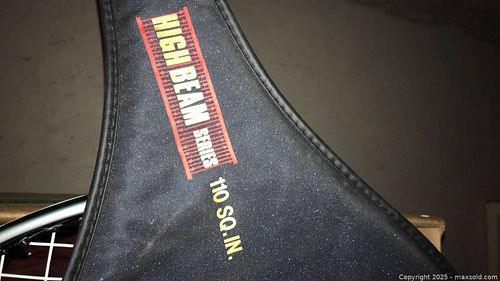 HIGH BEAM SERIES
110 SQ. IN.
Copyright 2025 - maxsold.com